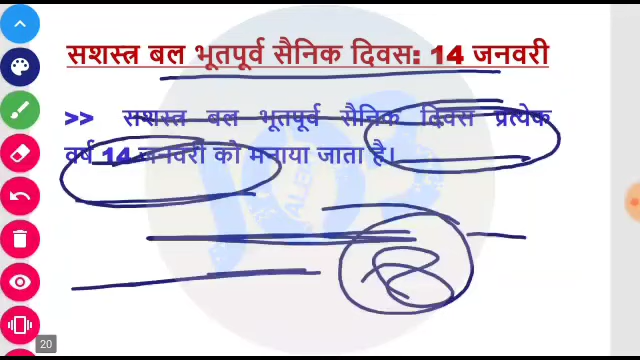 सशस्त्र बल भूतपूर्व सैनिक दिवस: 14 जनवरी
>> सशस्त्र बल भूतपूर्व सैनिक दिवस प्रत्येक
वर्ष 14 जनवरी को मनाया जाता है।
20